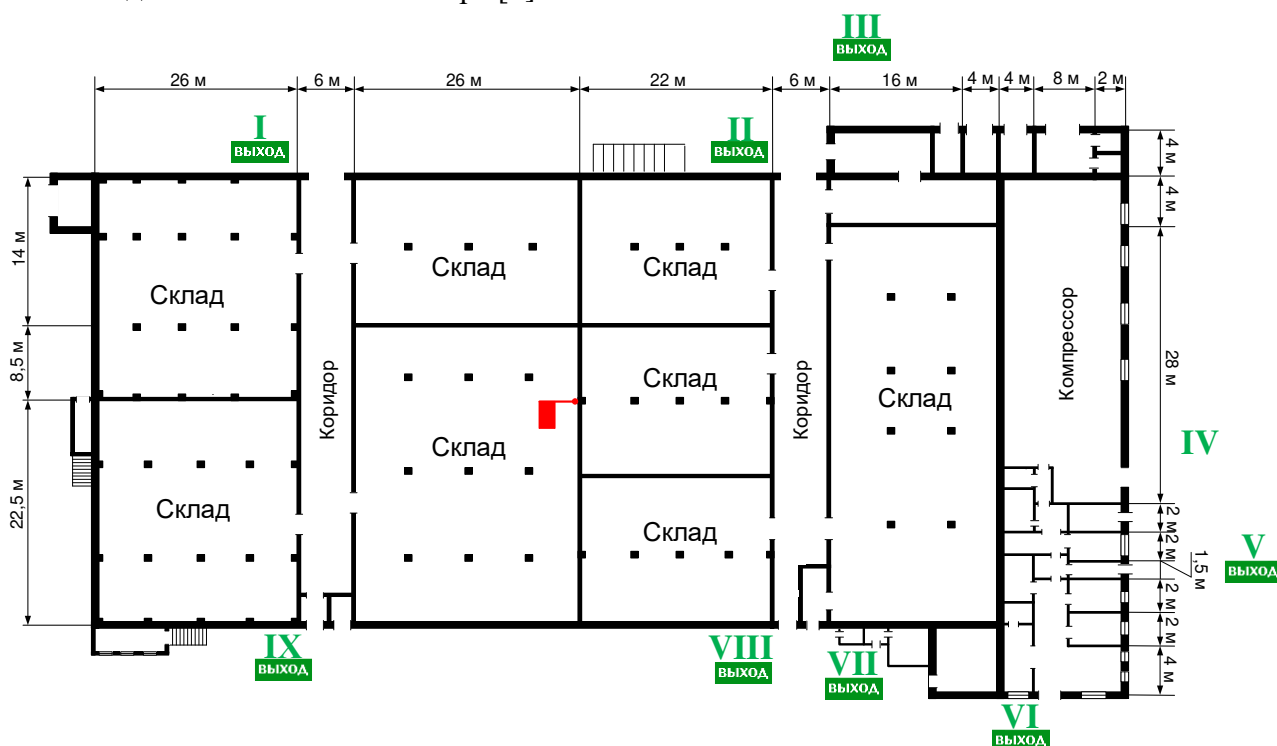 III
ВЫХОД
26 м
6 м
26 м
22 м
6 м
16 м
4 м
4 м
8 м
2 м
I
ВЫХОД
II
ВЫХОД
4 м
4 м
14 м
Склад
Склад
Склад
8,5 м
Коридор
Склад
Коридор
Склад
Компрессор
28 м
Склад
IV
22,5 м
Склад
Склад
2 м
2 м
1,5 м
V
ВЫХОД
2 м
2 м
4 м
IX
ВЫХОД
VIII
ВЫХОД
VII
ВЫХОД
VI
ВЫХОД